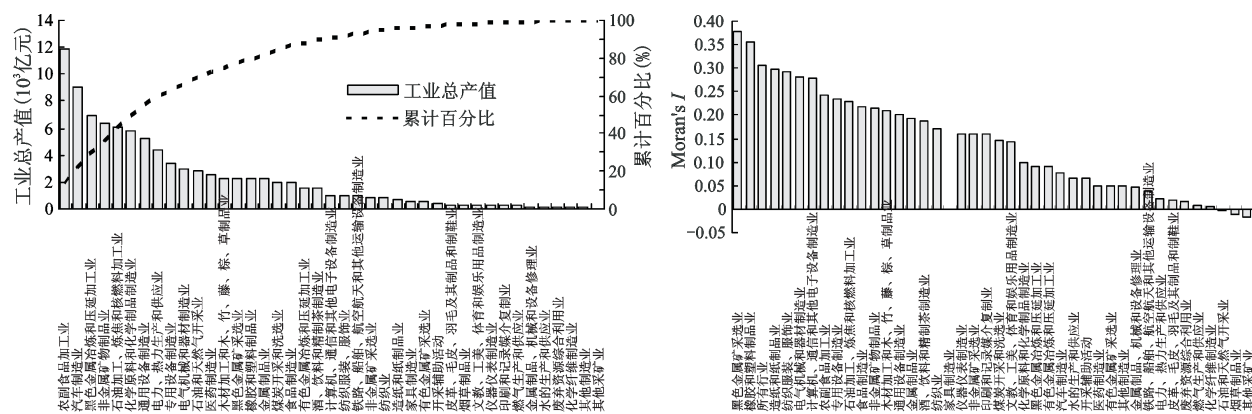 14
12
10
8
6
4
2
0
工业总产值(10³亿元)
工业总产值
累计百分比
100
80
60
40
20
0
累计百分比(%)
农副食品加工业
汽车制造业
黑色金属冶炼和压延加工业
非金属矿物制品业
石油加工、炼焦和核燃料加工业
化学原料和化学制品制造业
通用设备制造业
电力、热力生产和供应业
专用设备制造业
电气机械和器材制造业
石油和天然气开采业
医药制造业
木材加工和木、竹、藤、棕、草制品业
黑色金属矿采选业
橡胶和塑料制品业
金属制品业
煤炭开采和洗选业
食品制造业
有色金属冶炼和压延加工业
酒、饮料和精制茶制造业
计算机、通信和其他电子设备制造业
纺织服装、服饰业
铁路、船舶、航空航天和其他运输设备制造业
非金属矿采选业
造纸和纸制品业
家具制造业
有色金属矿采选业
开采辅助活动
皮革、毛皮、羽毛及其制品和制鞋业
烟草制品业
文教、工美、体育和娱乐用品制造业
仪器仪表制造业
印刷和记录媒介复制业
燃气生产和供应业
金属制品、机械和设备修理业
水的生产和供应业
废弃资源综合利用业
化学纤维制造业
其他制造业
其他采矿业
0.40
0.35
0.30
0.25
0.20
0.15
0.10
0.05
0
−0.05
Moran's I
黑色金属矿采选业
橡胶和塑料制品业
所有行业
造纸和纸制品业
纺织服装、服饰业
电气机械和器材制造业
计算机、通信和其他电子设备制造业
农副食品加工业
专用设备制造业
石油加工、炼焦和核燃料加工业
食品制造业
非金属矿物制品业
木材加工和木、竹、藤、棕、草制品业
通用设备制造业
金属制品业
酒、饮料和精制茶制造业
纺织业
家具制造业
仪器仪表制造业
非金属矿采选业
印刷和记录媒介复制业
煤炭开采和洗选业
文教、工美、体育和娱乐用品制造业
化学原料和化学制品制造业
黑色金属冶炼和压延加工业
有色金属冶炼和压延加工业
汽车制造业
水的生产和供应业
开采辅助活动
医药制造业
有色金属矿采选业
其他制造业
金属制品、机械和设备修理业
铁路、船舶、航空航天和其他运输设备制造业
电力、热力生产和供应业
皮革、毛皮、羽毛及其制品和制鞋业
废弃资源综合利用业
燃气生产和供应业
化学纤维制造业
石油和天然气开采业
烟草制品业
其他采矿业